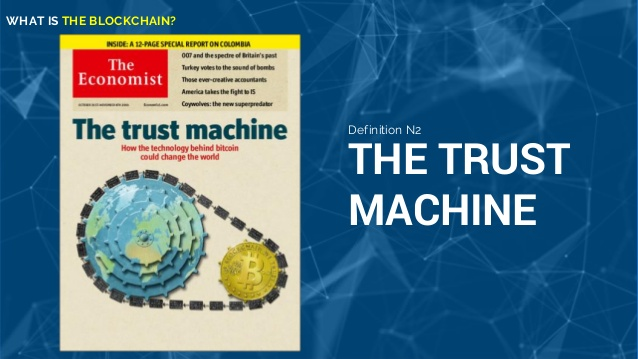 WHAT IS THE BLOCKCHAIN?
INSIDE: A 12-PAGE SPECIAL REPORT ON COLOMBIA
The
Economist
Economist.com
007 and the spectre of Britain's past
Turkey votes to the sound of bombs
Those ever-creative accountants
America takes the fight to IS
Coywolves: the new superpredator
The trust machine
How the technology behind bitcoin
could change the world
Definition N2
THE TRUST
MACHINE